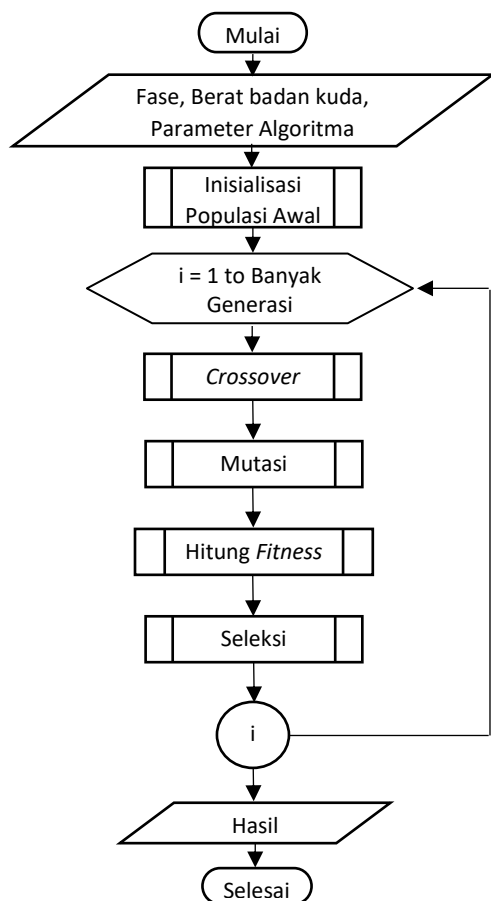 Mulai
Fase, Berat badan kuda,
Parameter Algoritma
Inisialisasi
Populasi Awal
i = 1 to Banyak
Generasi
Crossover
Mutasi
Hitung Fitness
Seleksi
i
Hasil
Selesai